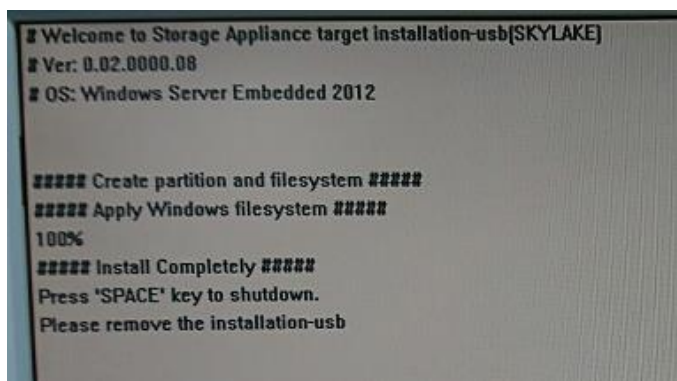 # Welcome to Storage Appliance target installation-usb(SKYLAKE)
# Ver: 0.02.0000.08
# OS: Windows Server Embedded 2012
##### Create partition and filesystem #####
##### Apply Windows filesystem #####
100%
##### Install Completely #####
Press "SPACE" key to shutdown.
Please remove the installation-usb